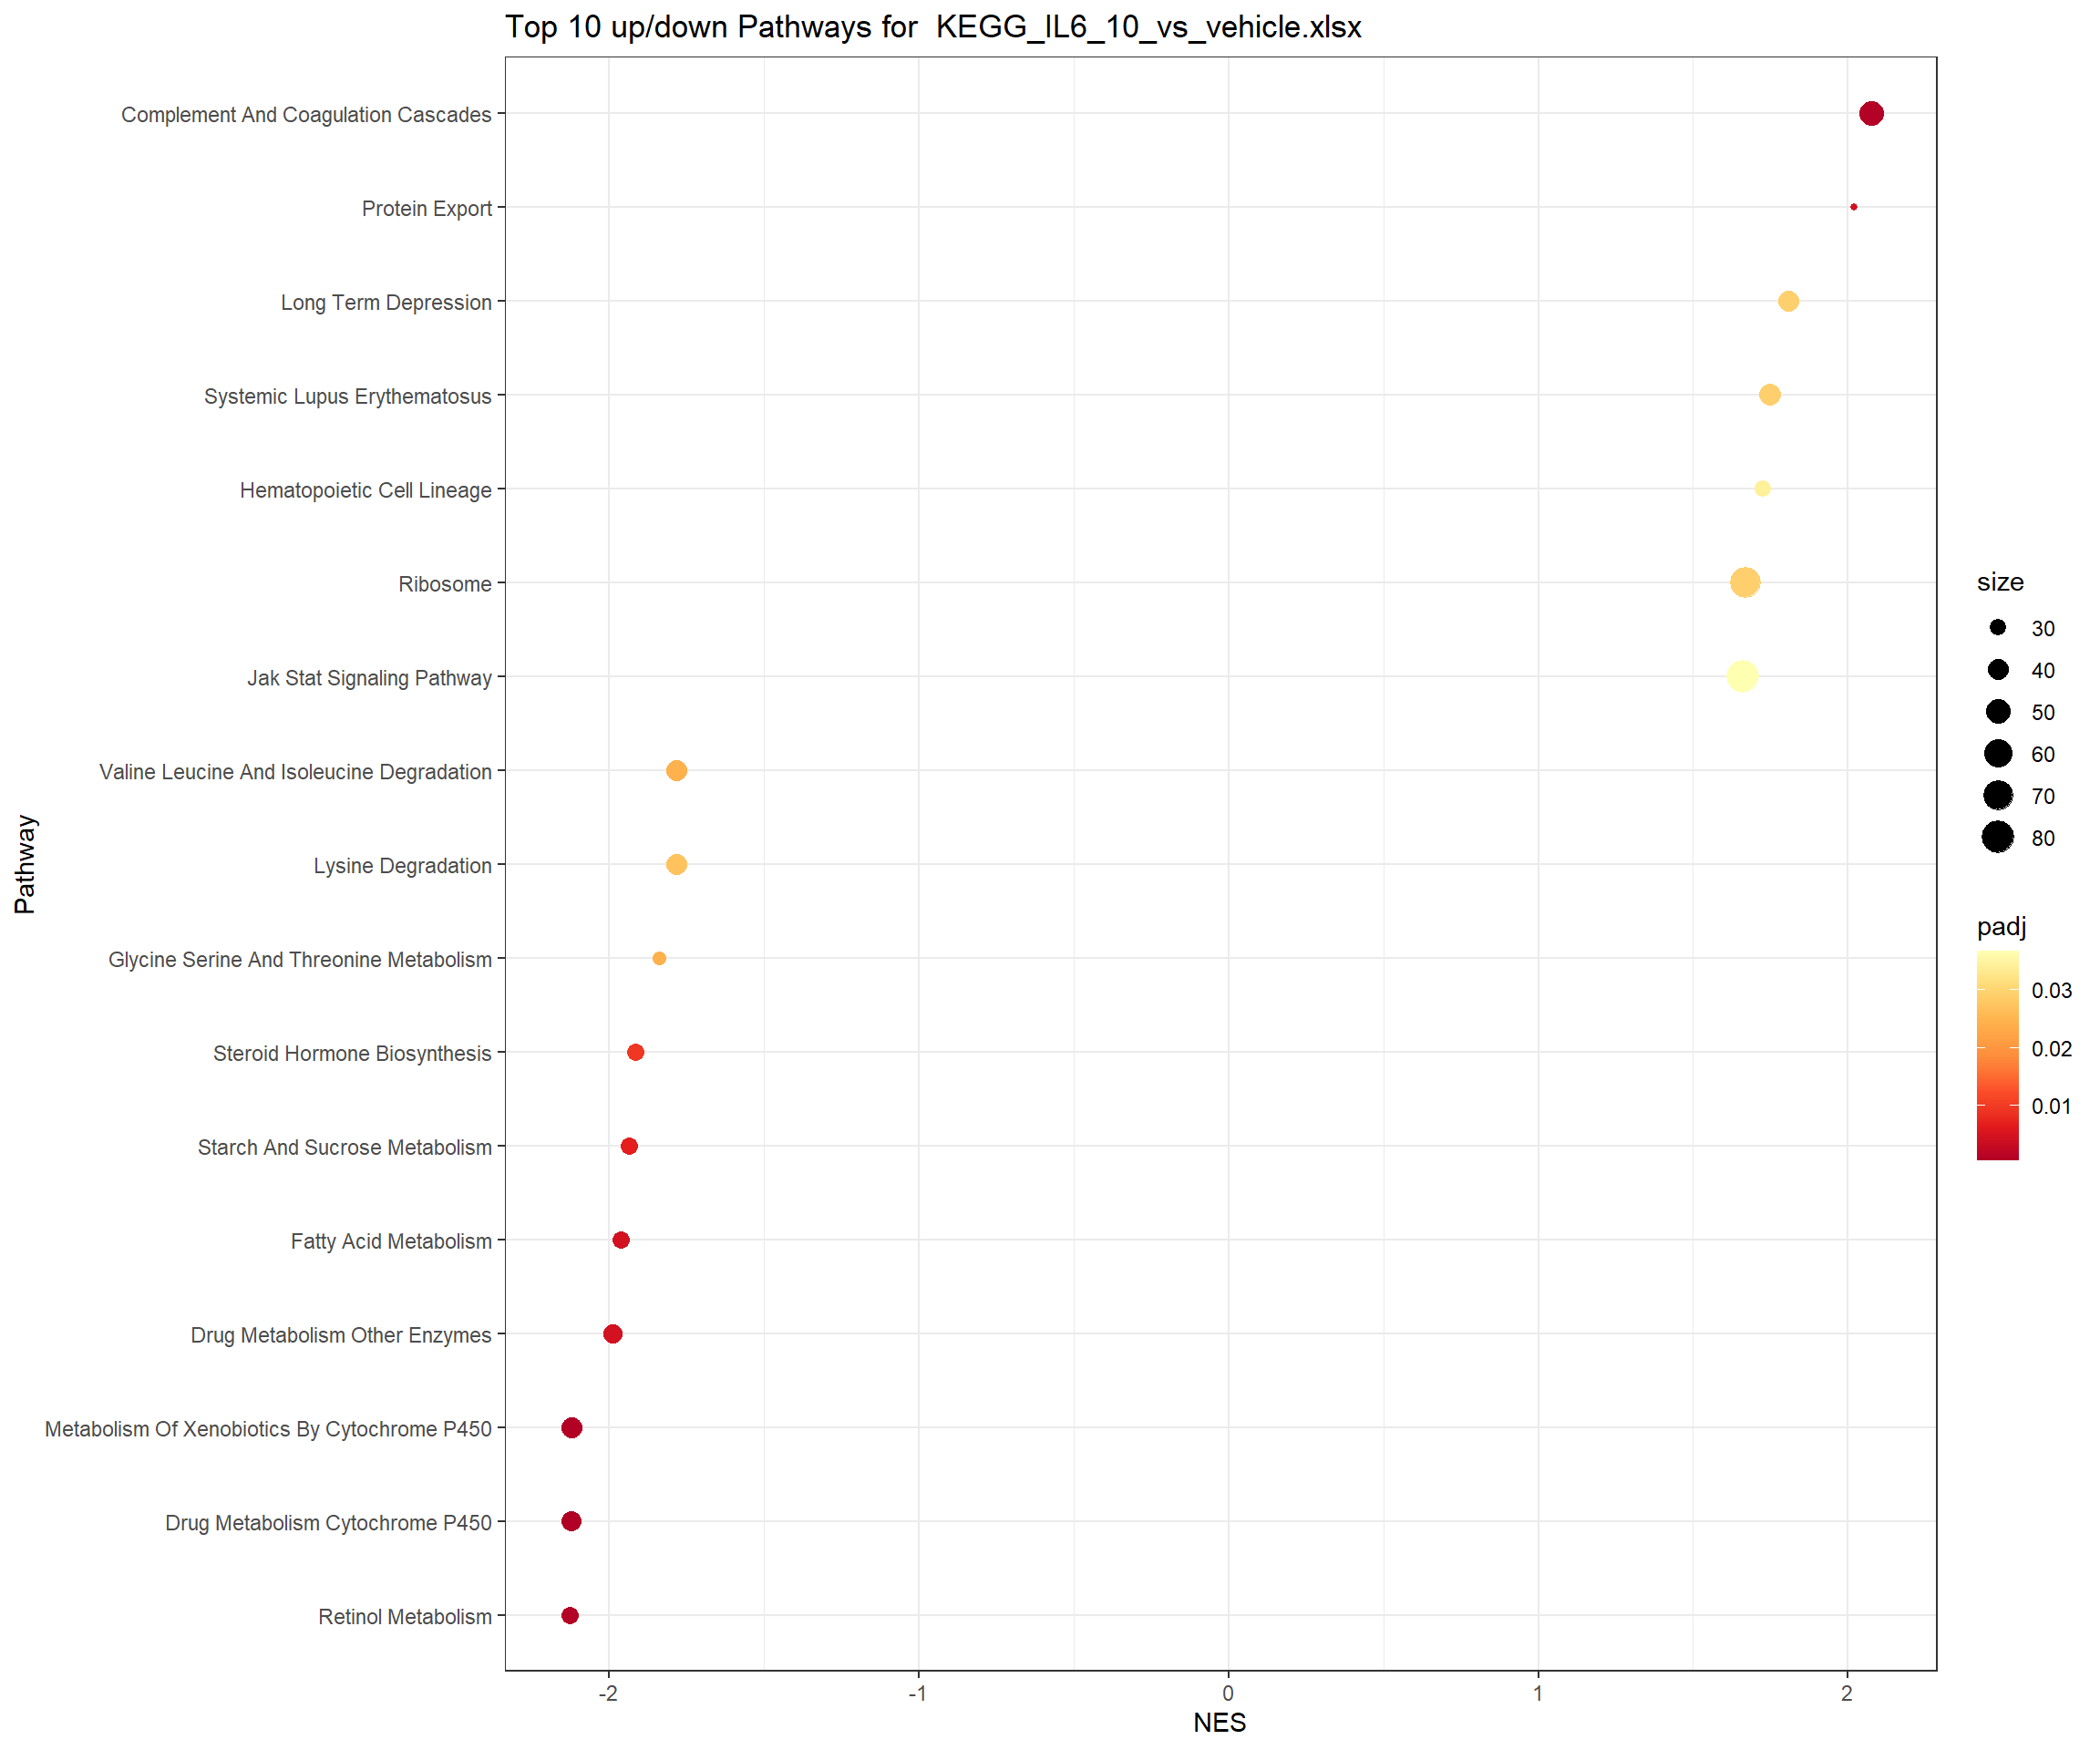 Top 10 up/down Pathways for  KEGG_IL6_10_vs_vehicle.xlsx
Complement And Coagulation Cascades
Protein Export
Long Term Depression
Systemic Lupus Erythematosus
Hematopoietic Cell Lineage
Ribosome
Jak Stat Signaling Pathway
Valine Leucine And Isoleucine Degradation
Lysine Degradation
Glycine Serine And Threonine Metabolism
Steroid Hormone Biosynthesis
Starch And Sucrose Metabolism
Fatty Acid Metabolism
Drug Metabolism Other Enzymes
Metabolism Of Xenobiotics By Cytochrome P450
Drug Metabolism Cytochrome P450
Retinol Metabolism
Pathway
-2 -1 0 1 2
NES
size
30
40
50
60
70
80
padj
0.03
0.02
0.01